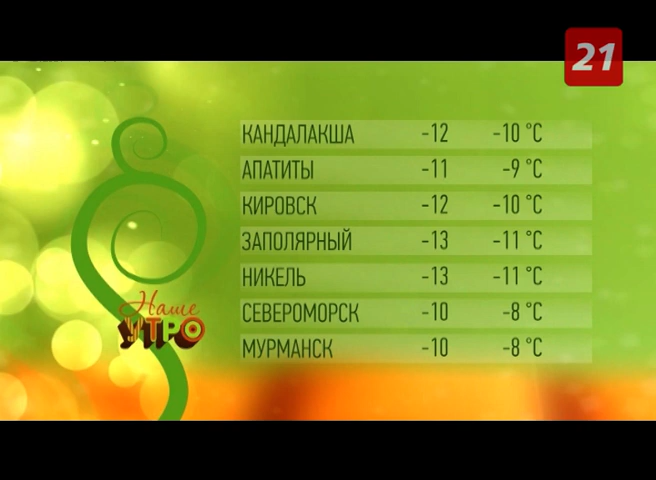 21
КАНДАЛАКША -12 -10 °C
АПАТИТЫ -11 -9 °C
КИРОВСК -12 -10 °C
ЗАПОЛЯРНЫЙ -13 -11 °C
НИКЕЛЬ -13 -11 °C
СЕВЕРОМОРСК -10 -8 °C
МУРМАНСК -10 -8 °C
Наше
УТРО